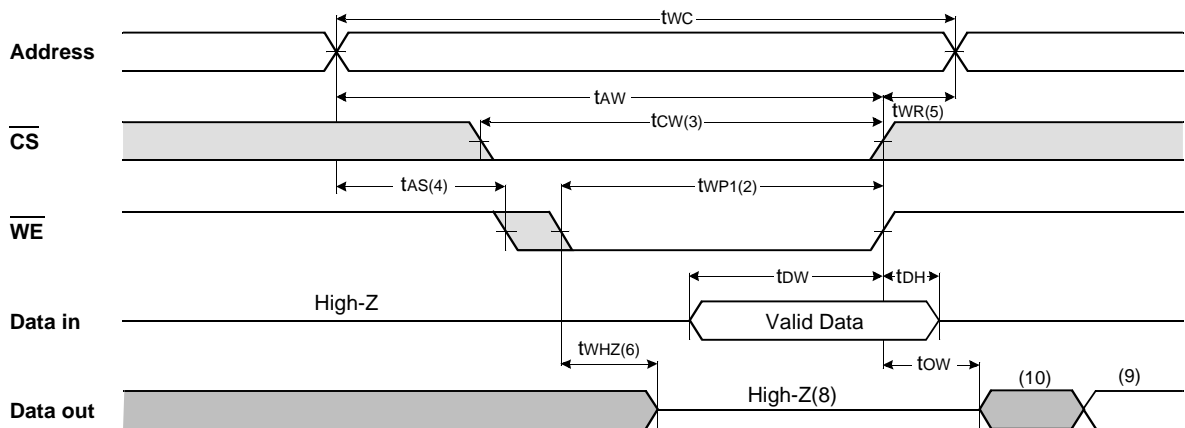 tWC
Address
tAW
tWR(5)
tCW(3)
CS
tAS(4)
tWP1(2)
WE
tDW
tDH
High-Z
Data in
Valid Data
tWHZ(6)
tOW
(10)
(9)
High-Z(8)
Data out